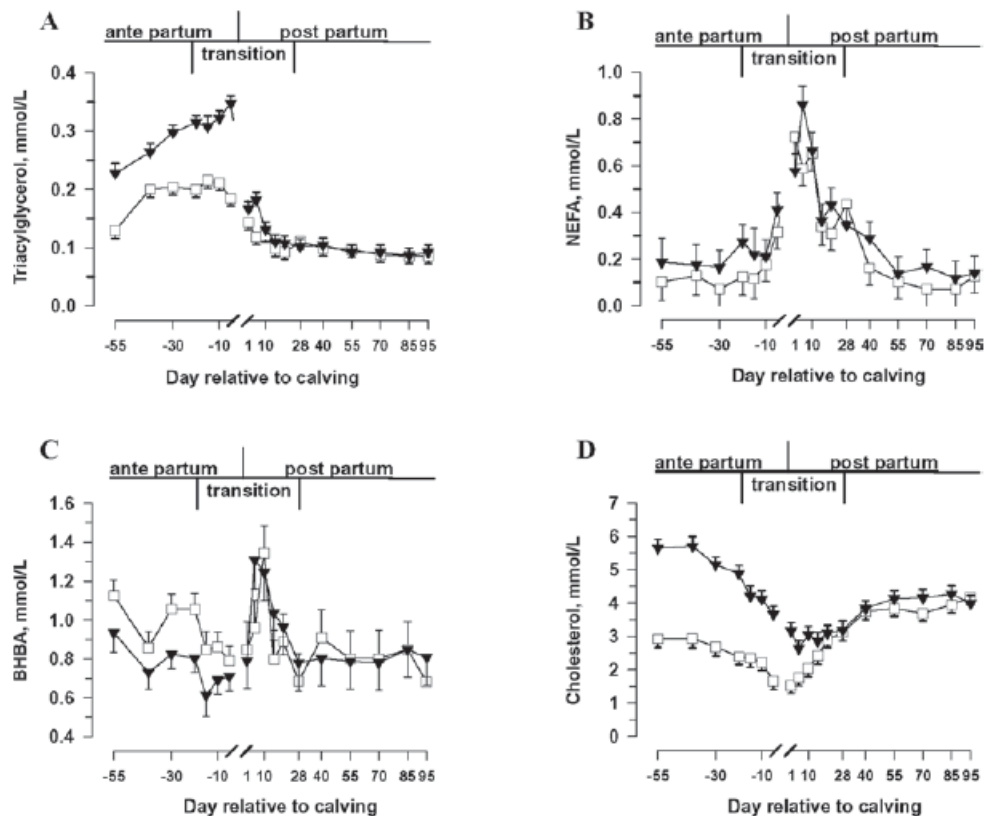 A
ante partum
post partum
transition
Triacylglycerol, mmol/L
0.4
0.3
0.2
0.1
0.0
-55 -30 -10 1 10 28 40 55 70 85 95
Day relative to calving
B
ante partum
post partum
transition
NEFA, mmol/L
1.0
0.8
0.6
0.4
0.2
0.0
-55 -30 -10 1 10 28 40 55 70 85 95
Day relative to calving
C
ante partum
post partum
transition
BHBA, mmol/L
1.6
1.4
1.2
1.0
0.8
0.6
0.4
-55 -30 -10 1 10 28 40 55 70 85 95
Day relative to calving
D
ante partum
post partum
transition
Cholesterol, mmol/L
7
6
5
4
3
2
1
0
-55 -30 -10 1 10 28 40 55 70 85 95
Day relative to calving